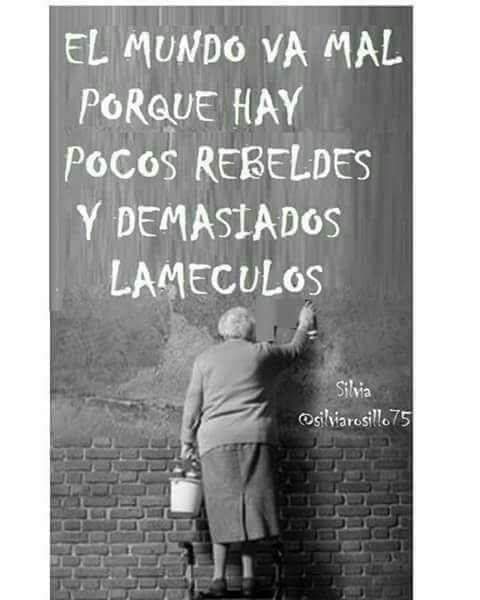 EL MUNDO VA MAL
PORQUE HAY
POCOS REBELDES
Y DEMASIADOS
LAMECULOS
Silvia
@silviarosillo75